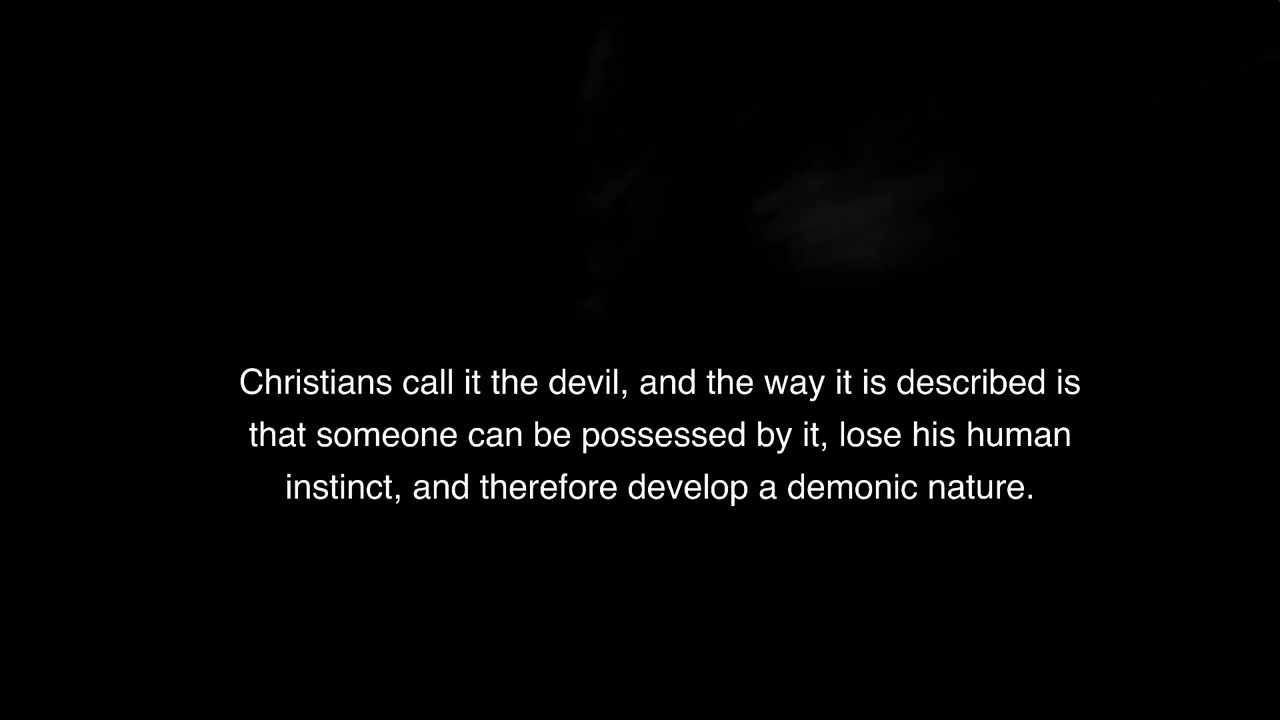 Christians call it the devil, and the way it is described is
that someone can be possessed by it, lose his human
instinct, and therefore develop a demonic nature.